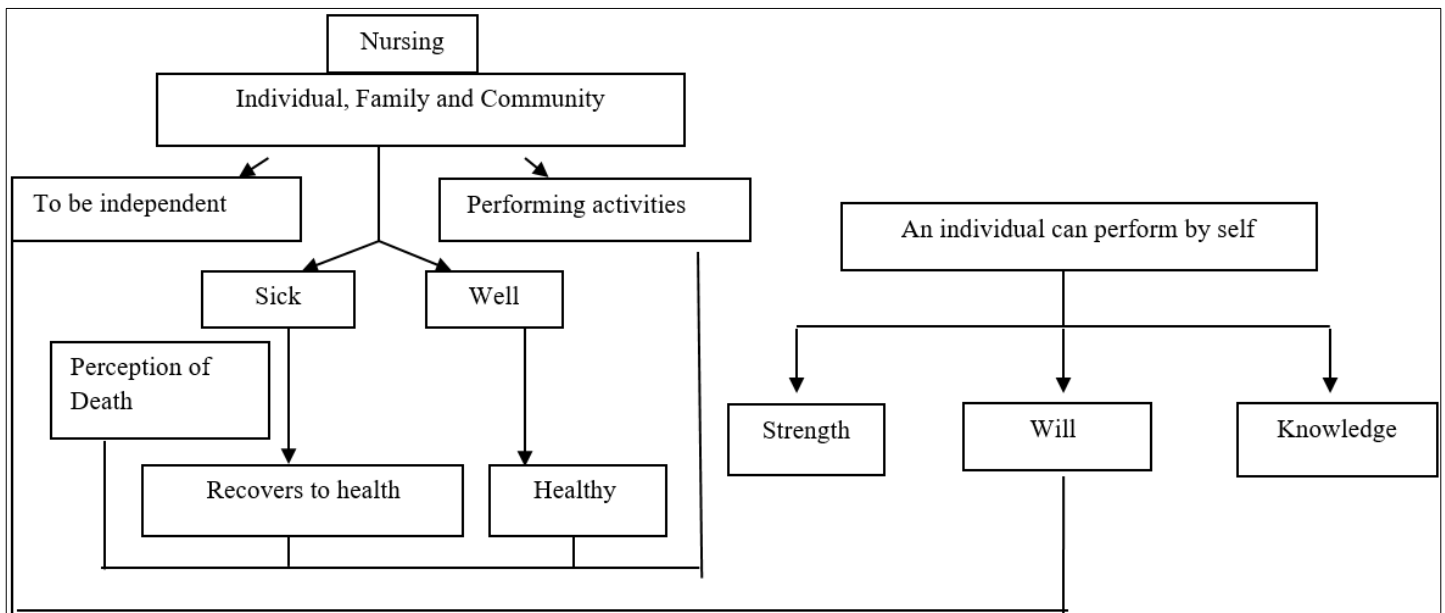 Nursing
Individual, Family and Community
To be independent
Performing activities
An individual can perform by self
Sick
Well
Perception of
Death
Strength
Will
Knowledge
Recovers to health
Healthy